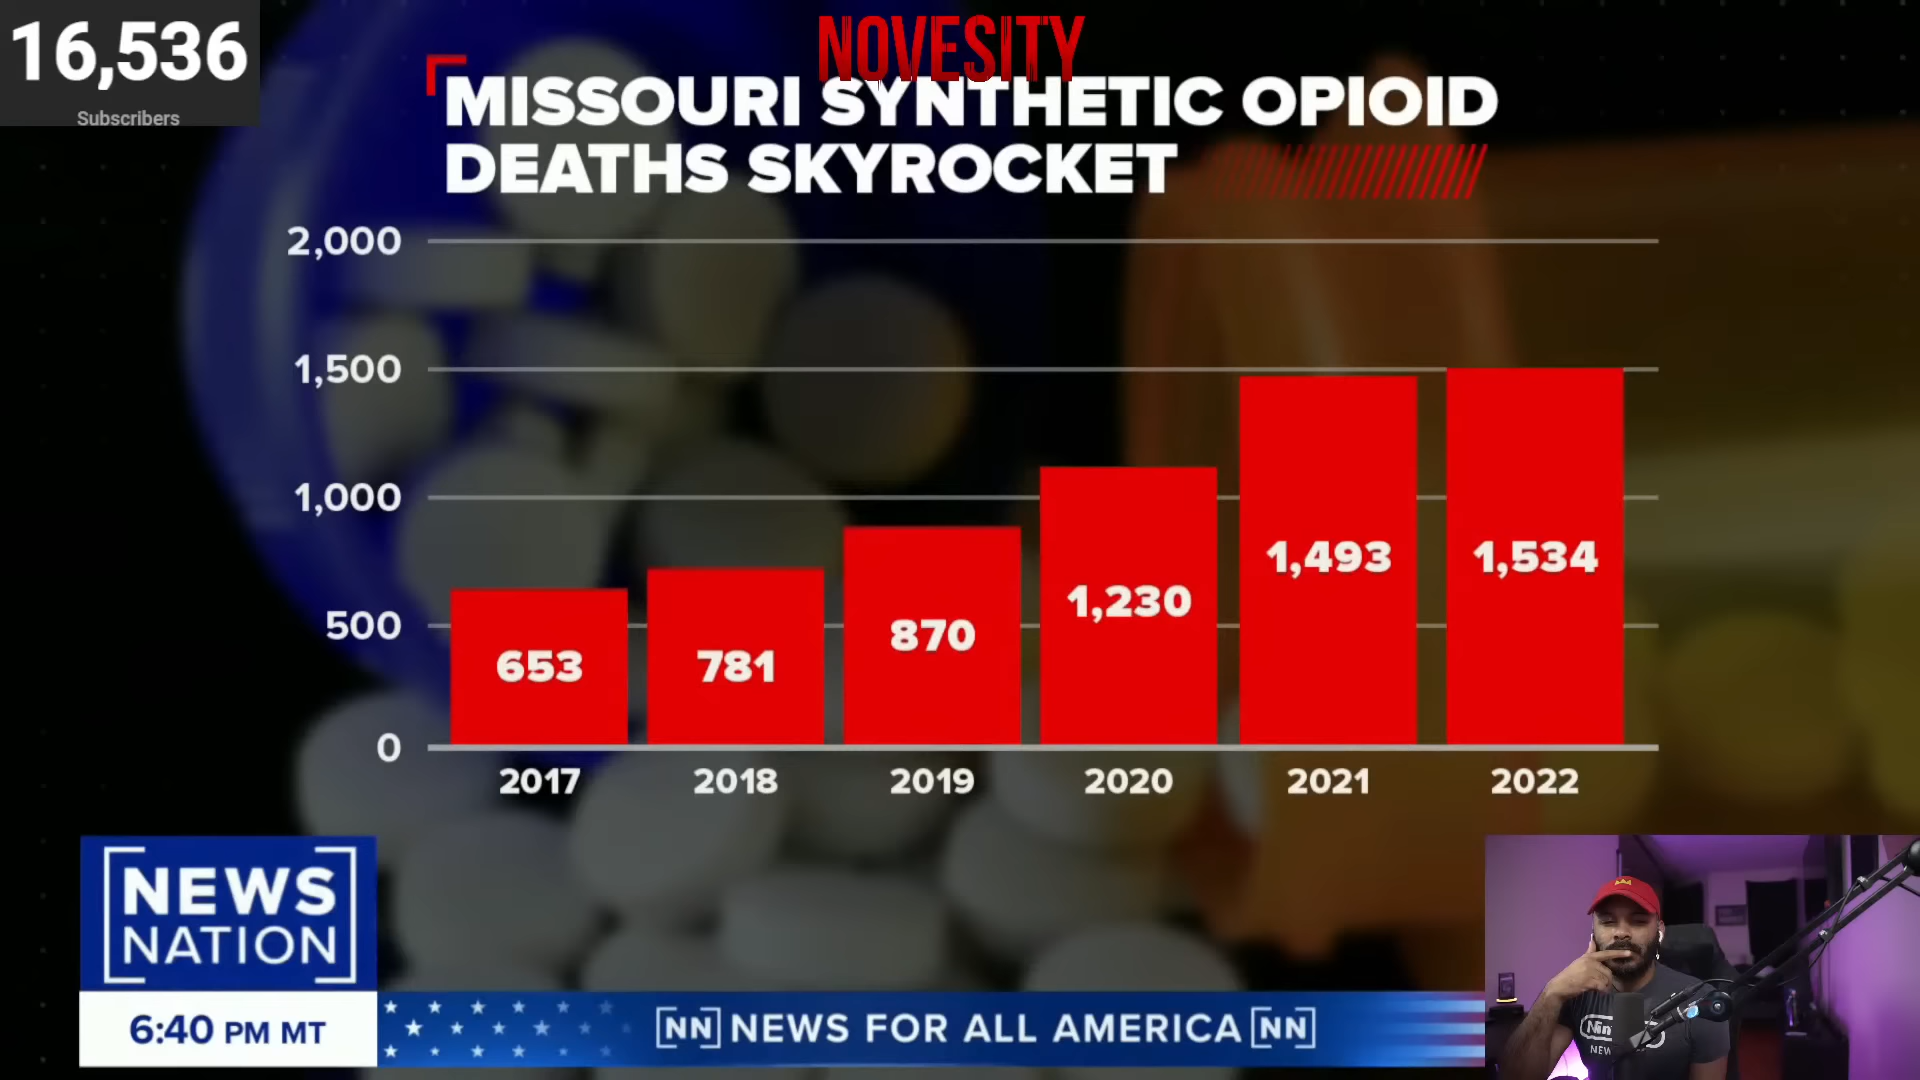 16,536
Subscribers
NOVESITY
MISSOURI SYNTHETIC OPIOID
DEATHS SKYROCKET
2,000
1,500
1,000
500
0
653
781
870
1,230
1,493
1,534
2017
2018
2019
2020
2021
2022
NEWS
NATION
6:40 PM MT
NN NEWS FOR ALL AMERICA NN
Nin
NEW